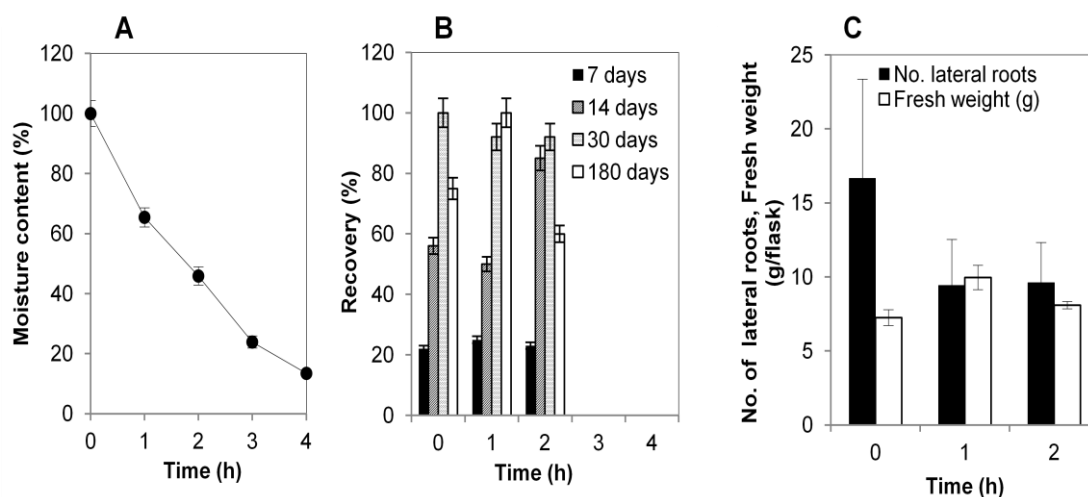 A
Moisture content (%)
120
100
80
60
40
20
0
0 1 2 3 4
Time (h)
B
Recovery (%)
120
100
80
60
40
20
0
7 days
14 days
30 days
180 days
0 1 2 3 4
Time (h)
C
No. of lateral roots, Fresh weight
(g/flask)
25
20
15
10
5
0
No. lateral roots
Fresh weight (g)
0 1 2
Time (h)